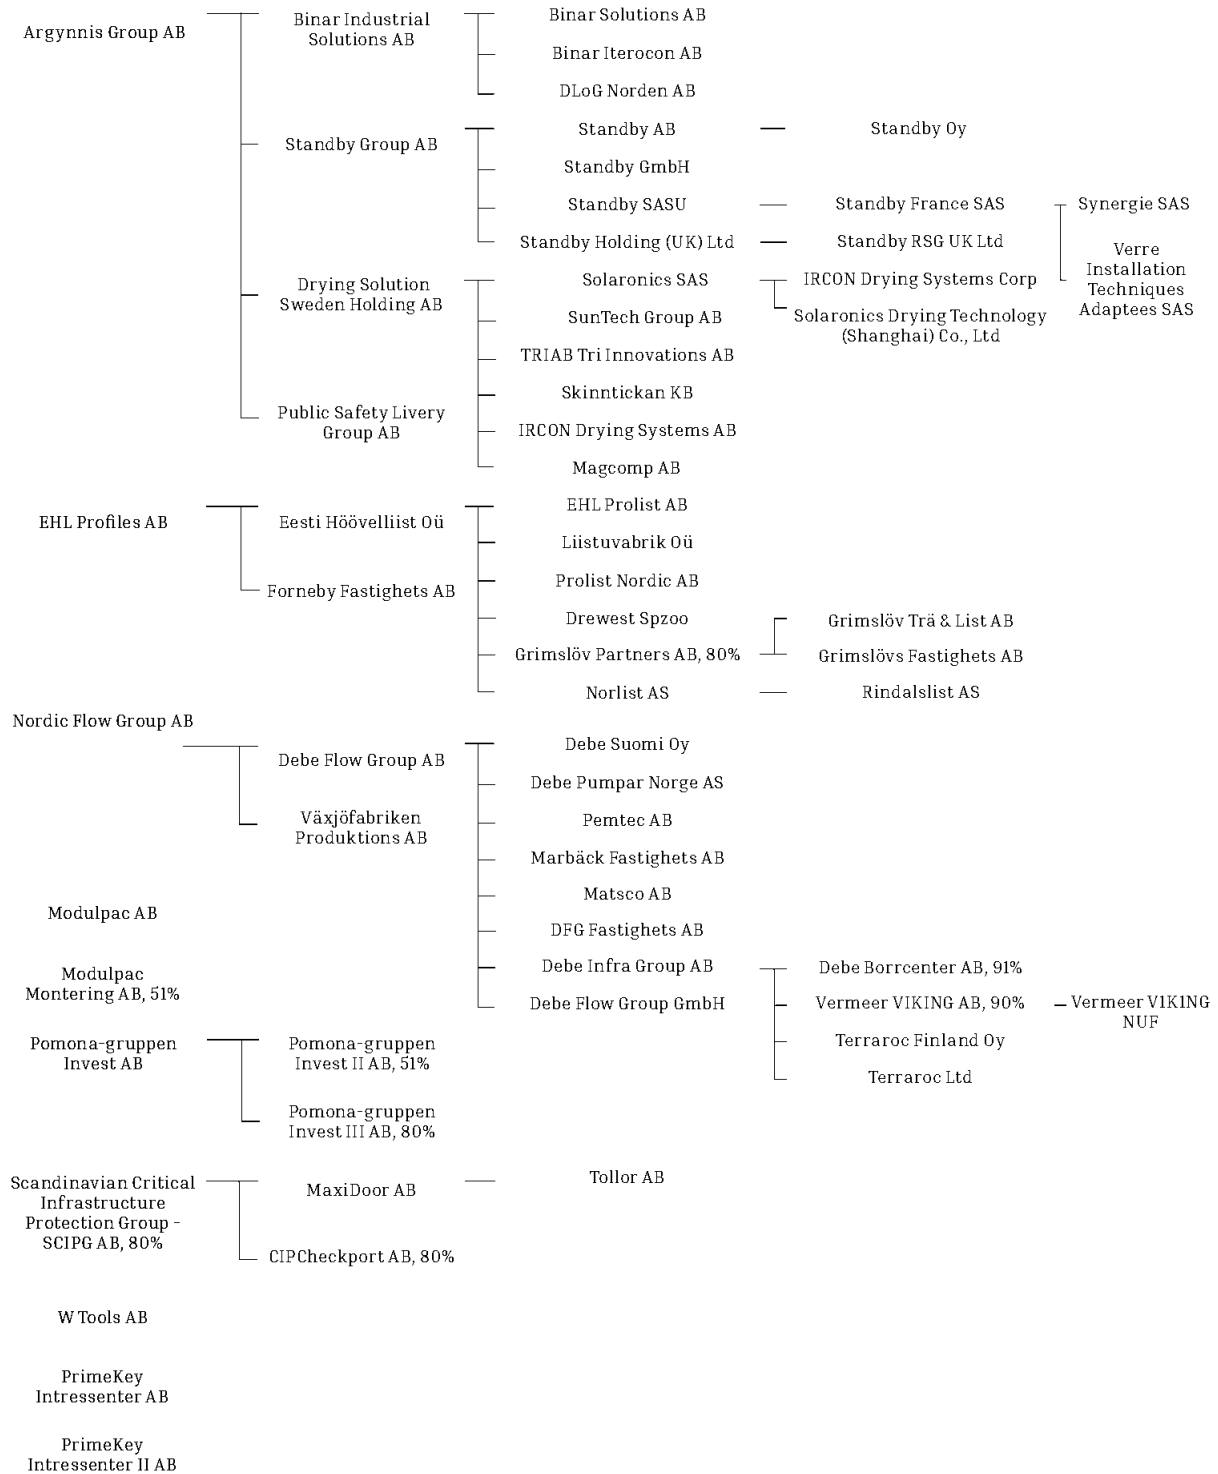 Argynnis Group AB
Binar Industrial
Solutions AB
Binar Solutions AB
Binar Iterocon AB
DLoG Norden AB
Standby Group AB
Standby AB
Standby Oy
Standby GmbH
Standby SASU
Standby France SAS
Synergie SAS
Verre
Installation
Techniques
Adaptees SAS
Standby Holding (UK) Ltd
Standby RSG UK Ltd
Drying Solution
Sweden Holding AB
Solaronics SAS
IRCON Drying Systems Corp
Solaronics Drying Technology
(Shanghai) Co., Ltd
SunTech Group AB
TRIAB Tri Innovations AB
Skinntickan KB
IRCON Drying Systems AB
Magcomp AB
Public Safety Livery
Group AB
EHL Profiles AB
Eesti Höövelliist Oü
EHL Prolist AB
Liistuvabrik Oü
Prolist Nordic AB
Drewest Spzoo
Grimslöv Partners AB, 80%
Grimslöv Trä & List AB
Grimslövs Fastighets AB
Norlist AS
Rindalslist AS
Forneby Fastighets AB
Nordic Flow Group AB
Debe Flow Group AB
Debe Suomi Oy
Debe Pumpar Norge AS
Pemtec AB
Marbäck Fastighets AB
Matsco AB
DFG Fastighets AB
Debe Infra Group AB
Debe Borrcenter AB, 91%
Vermeer VIKING AB, 90%
Vermeer V1K1NG
NUF
Terraroc Finland Oy
Terraroc Ltd
Debe Flow Group GmbH
Växjöfabriken
Produktions AB
Modulpac AB
Modulpac
Montering AB, 51%
Pomona-gruppen
Invest AB
Pomona-gruppen
Invest II AB, 51%
Pomona-gruppen
Invest III AB, 80%
Scandinavian Critical
Infrastructure
Protection Group -
SCIPG AB, 80%
MaxiDoor AB
Tollor AB
CIPCheckport AB, 80%
W Tools AB
PrimeKey
Intressenter AB
PrimeKey
Intressenter II AB